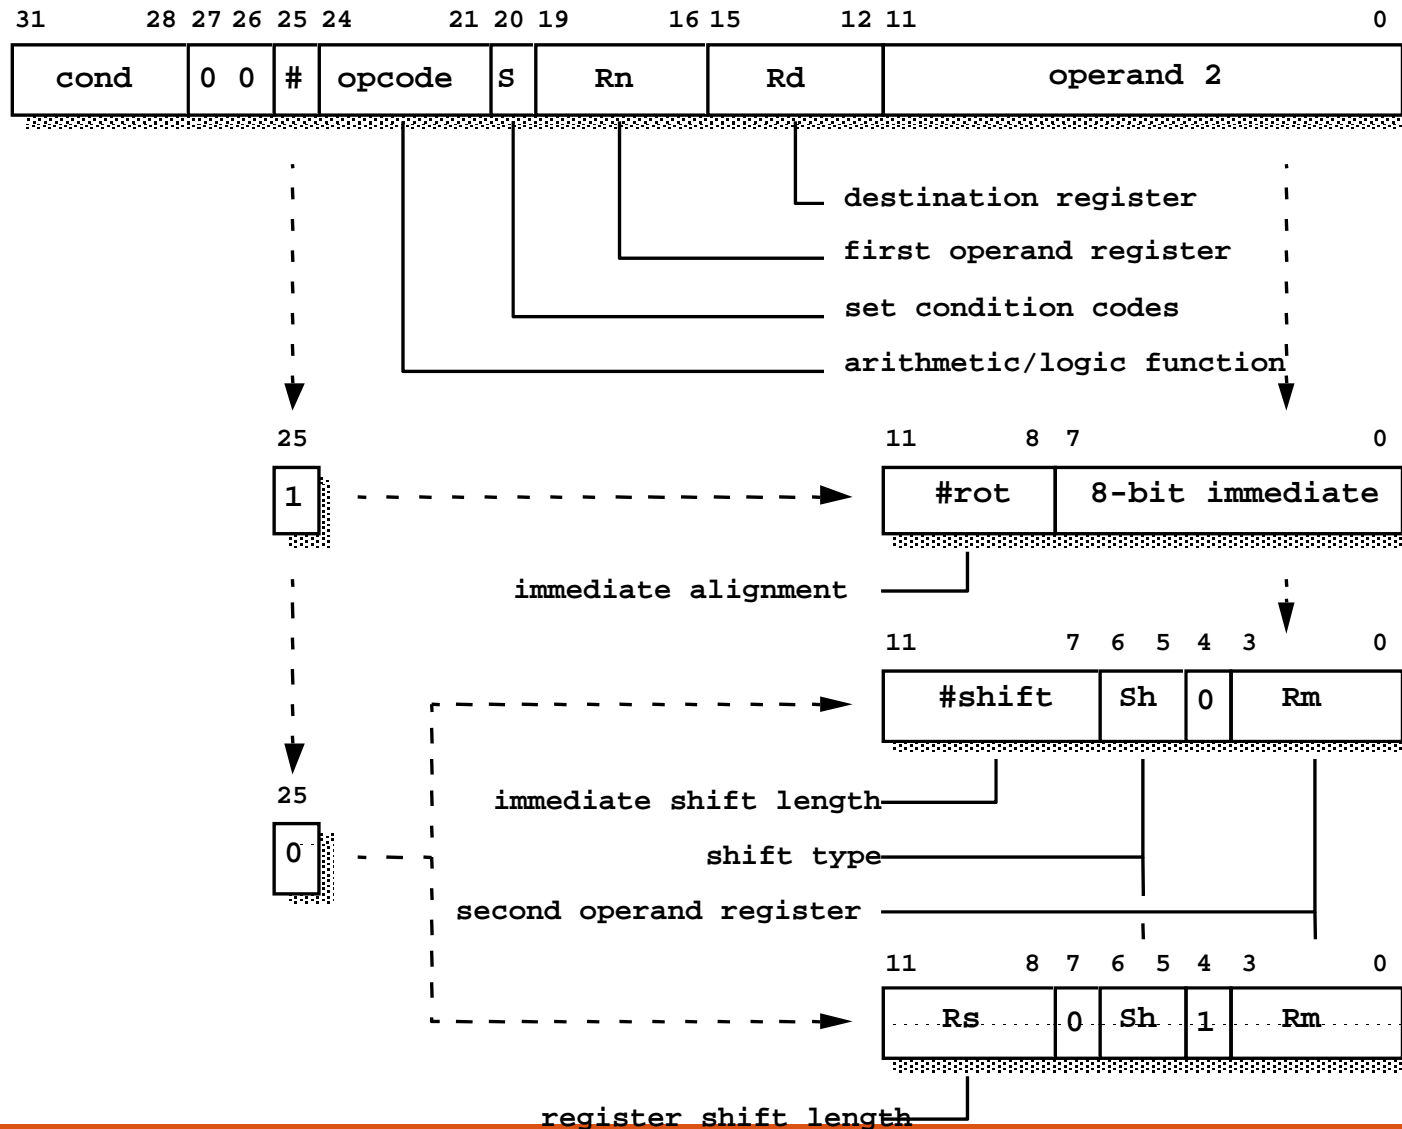 31 28 27 26 25 24 21 20 19 16 15 12 11 0
cond 0 0 # opcode S Rn Rd operand 2
destination register
first operand register
set condition codes
arithmetic/logic function
25 11 8 7 0
1 #rot 8-bit immediate
immediate alignment
11 7 6 5 4 3 0
#shift Sh 0 Rm
25
immediate shift length
0
shift type
second operand register
11 8 7 6 5 4 3 0
Rs 0 Sh 1 Rm
register shift length